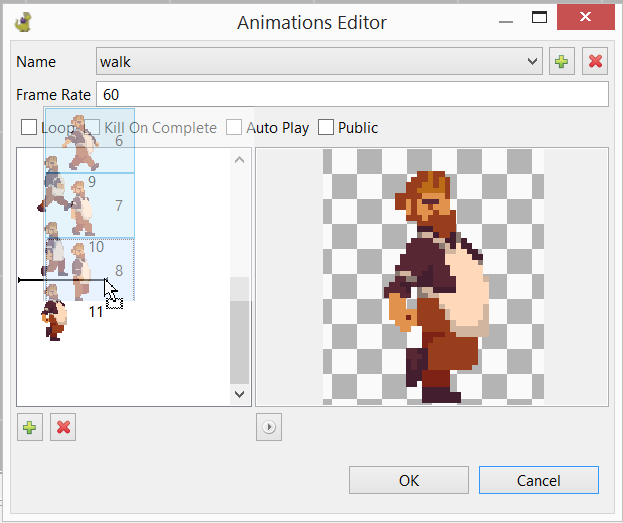 Animations Editor
Name walk
Frame Rate 60
Loop Kill On Complete Auto Play Public
6
9
7
10
8
11
OK Cancel